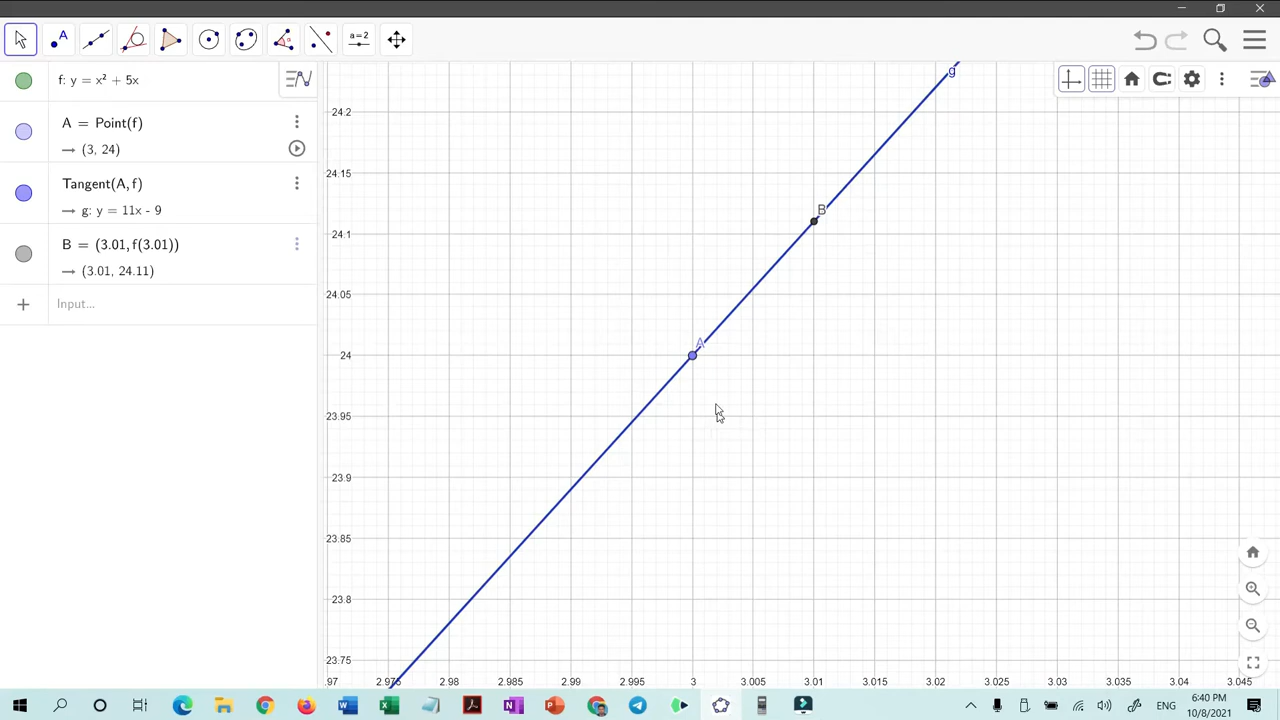 a=2
f: y = x² + 5x
A = Point(f)
→ (3, 24)
Tangent(A, f)
→ g: y = 11x - 9
B = (3.01, f(3.01))
→ (3.01, 24.11)
Input...
g
B
A
24.2
24.15
24.1
24.05
24
23.95
23.9
23.85
23.8
23.75
2.975 2.98 2.985 2.99 2.995 3 3.005 3.01 3.015 3.02 3.025 3.03 3.035 3.04 3.045
ENG
6:40 PM
10/8/2021